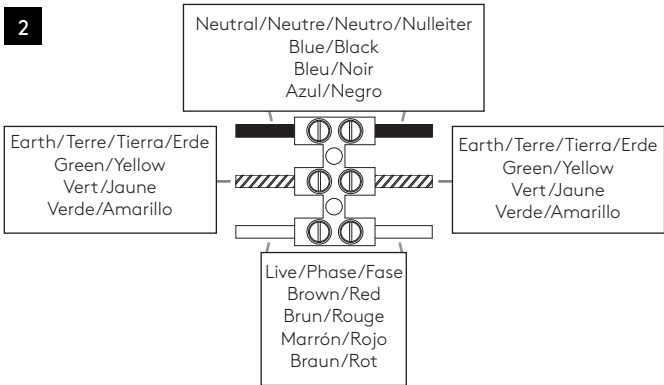 2
Neutral/Neutre/Neutro/Nulleiter
Blue/Black
Bleu/Noir
Azul/Negro
Earth/Terre/Tierra/Erde
Green/Yellow
Vert/Jaune
Verde/Amarillo
Earth/Terre/Tierra/Erde
Green/Yellow
Vert/Jaune
Verde/Amarillo
Live/Phase/Fase
Brown/Red
Brun/Rouge
Marrón/Rojo
Braun/Rot